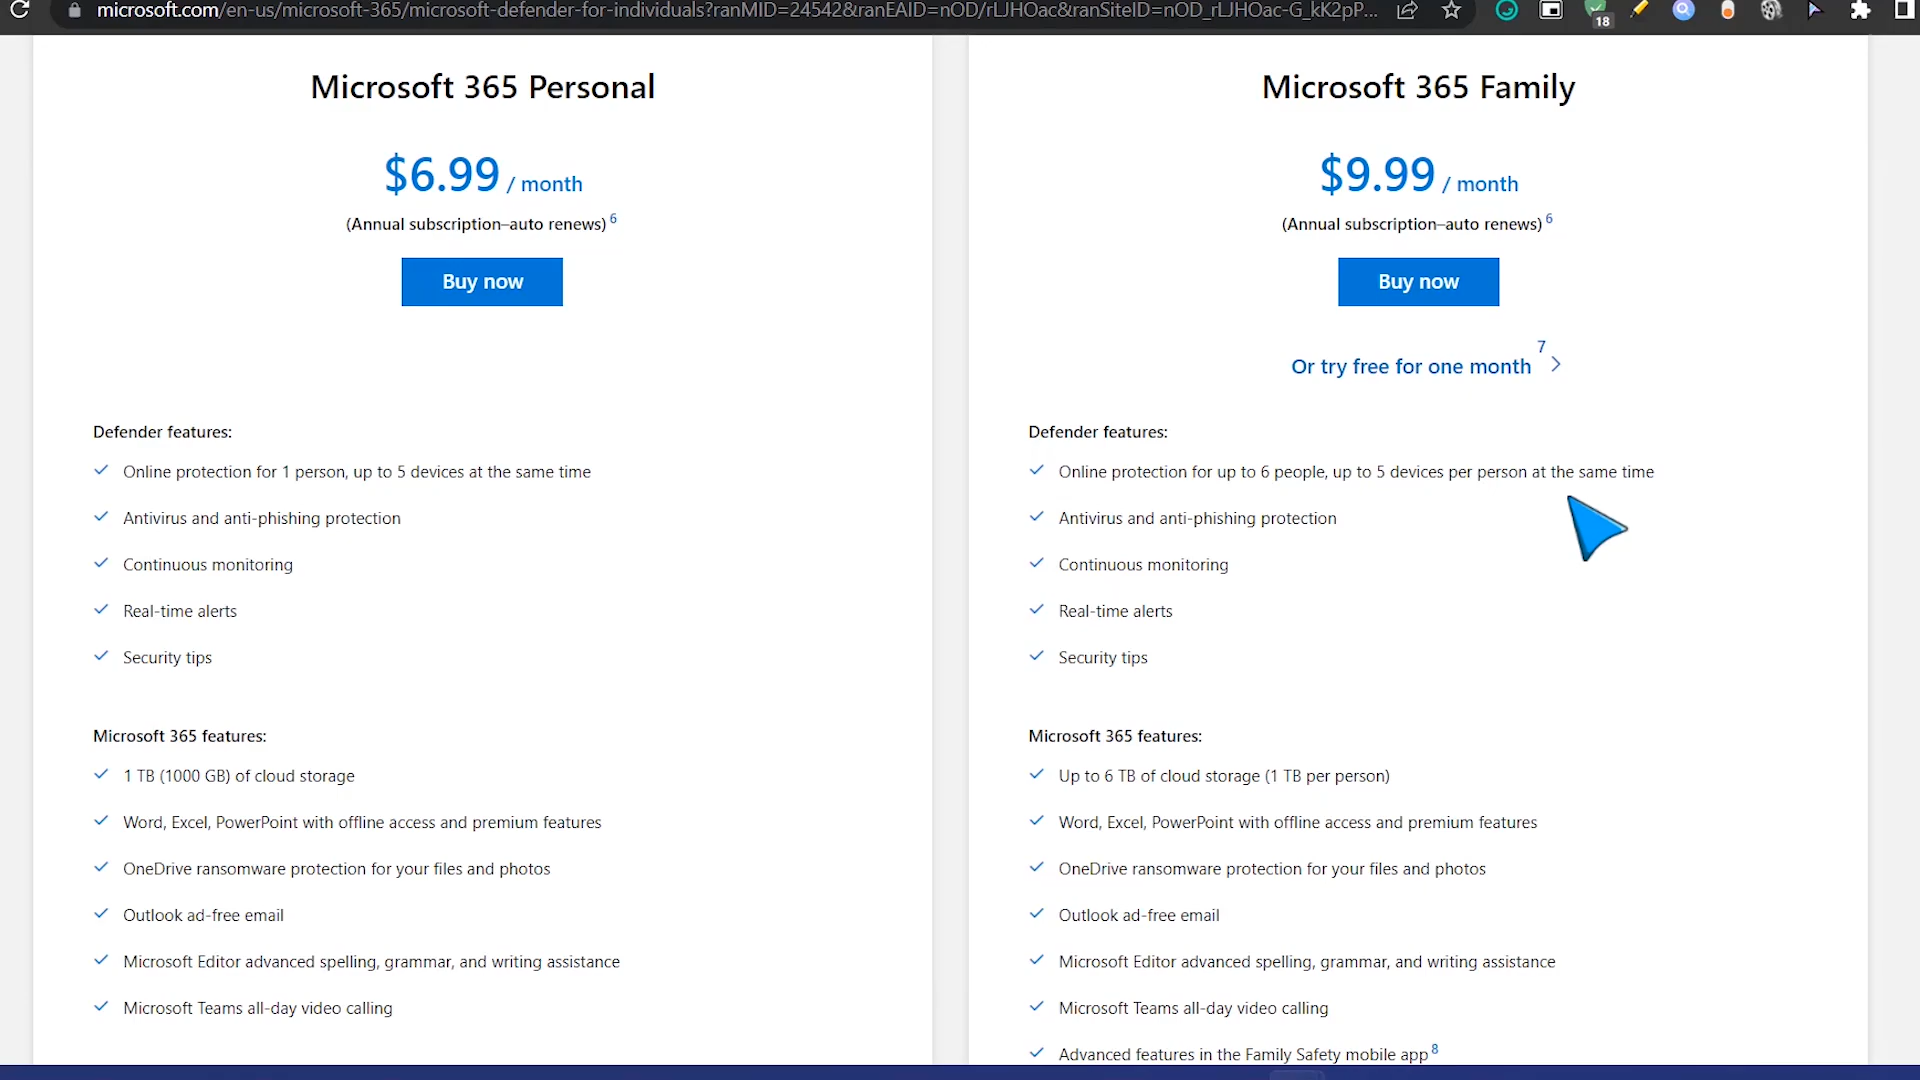 microsoft.com/en-us/microsoft-365/microsoft-defender-for-individuals?ranMID=24542&ranEAID=nOD/rLJHOac&ranSiteID=nOD_rLJHOac-G_kK2pP...
18
Microsoft 365 Personal
$6.99 / month
(Annual subscription–auto renews) 6
Buy now
Defender features:
Online protection for 1 person, up to 5 devices at the same time
Antivirus and anti-phishing protection
Continuous monitoring
Real-time alerts
Security tips
Microsoft 365 features:
1 TB (1000 GB) of cloud storage
Word, Excel, PowerPoint with offline access and premium features
OneDrive ransomware protection for your files and photos
Outlook ad-free email
Microsoft Editor advanced spelling, grammar, and writing assistance
Microsoft Teams all-day video calling
Microsoft 365 Family
$9.99 / month
(Annual subscription–auto renews) 6
Buy now
Or try free for one month 7
Defender features:
Online protection for up to 6 people, up to 5 devices per person at the same time
Antivirus and anti-phishing protection
Continuous monitoring
Real-time alerts
Security tips
Microsoft 365 features:
Up to 6 TB of cloud storage (1 TB per person)
Word, Excel, PowerPoint with offline access and premium features
OneDrive ransomware protection for your files and photos
Outlook ad-free email
Microsoft Editor advanced spelling, grammar, and writing assistance
Microsoft Teams all-day video calling
Advanced features in the Family Safety mobile app 8